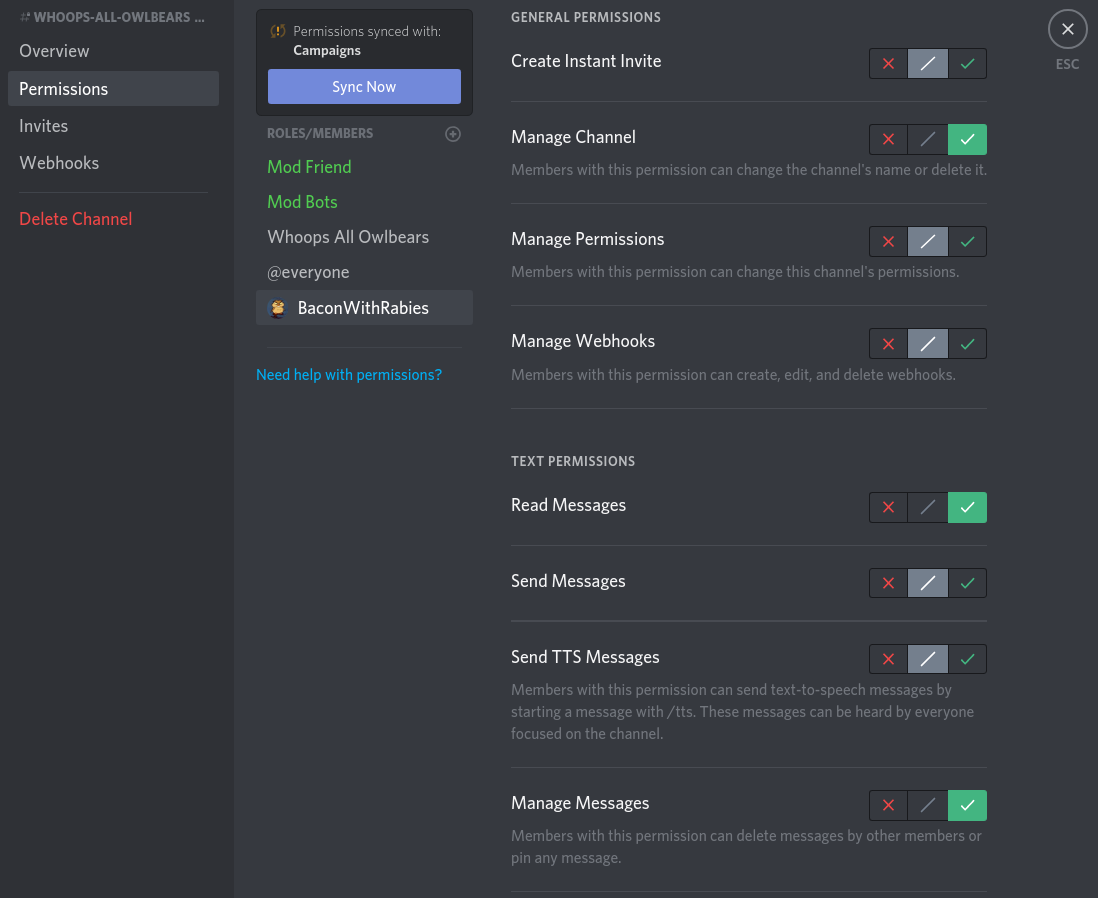 # WHOOPS-ALL-OWLBEARS ...
Overview
Permissions
Invites
Webhooks
Delete Channel
Permissions synced with:
Campaigns
Sync Now
ROLES/MEMBERS
Mod Friend
Mod Bots
Whoops All Owlbears
@everyone
BaconWithRabies
Need help with permissions?
GENERAL PERMISSIONS
Create Instant Invite
Manage Channel
Members with this permission can change the channel's name or delete it.
Manage Permissions
Members with this permission can change this channel's permissions.
Manage Webhooks
Members with this permission can create, edit, and delete webhooks.
TEXT PERMISSIONS
Read Messages
Send Messages
Send TTS Messages
Members with this permission can send text-to-speech messages by
starting a message with /tts. These messages can be heard by everyone
focused on the channel.
Manage Messages
Members with this permission can delete messages by other members or
pin any message.
ESC